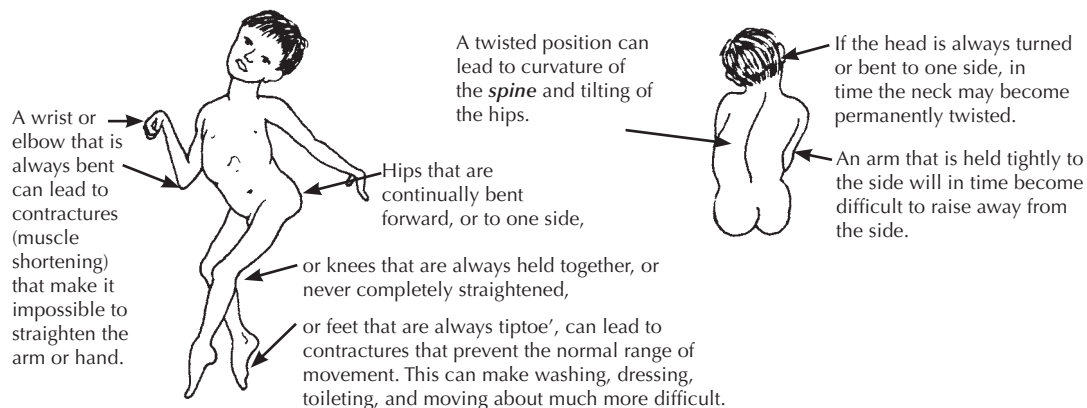 A wrist or
elbow that is
always bent
can lead to
contractures
(muscle
shortening)
that make it
impossible to
straighten the
arm or hand.
Hips that are
continually bent
forward, or to one side,
or knees that are always held together, or
never completely straightened,
or feet that are always tiptoe’, can lead to
contractures that prevent the normal range of
movement. This can make washing, dressing,
toileting, and moving about much more difficult.
A twisted position can
lead to curvature of
the spine and tilting of
the hips.
If the head is always turned
or bent to one side, in
time the neck may become
permanently twisted.
An arm that is held tightly to
the side will in time become
difficult to raise away from
the side.